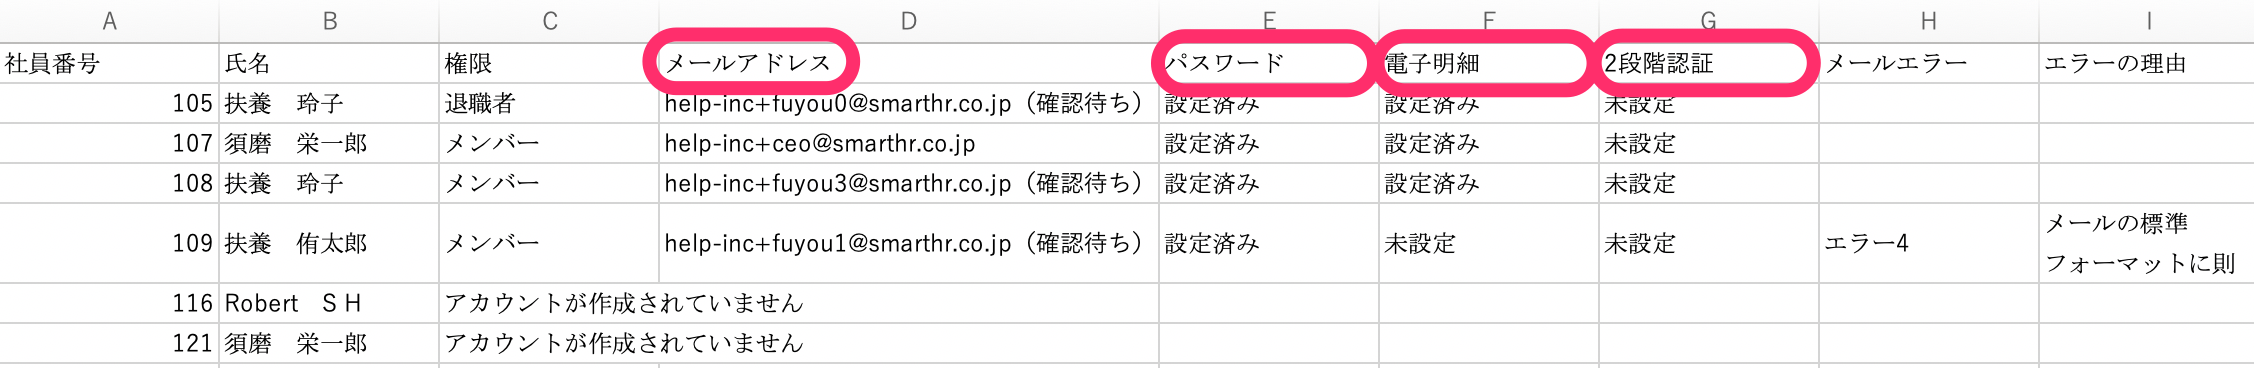 A B C D E F G H I
社員番号 氏名 権限 メールアドレス パスワード 電子明細 2段階認証 メールエラー エラーの理由
105 扶養　玲子 退職者 help-inc+fuyou0@smarthr.co.jp（確認待ち） 設定済み 設定済み 未設定
107 須磨　栄一郎 メンバー help-inc+ceo@smarthr.co.jp 設定済み 設定済み 未設定
108 扶養　玲子 メンバー help-inc+fuyou3@smarthr.co.jp（確認待ち） 設定済み 設定済み 未設定
109 扶養　侑太郎 メンバー help-inc+fuyou1@smarthr.co.jp（確認待ち） 設定済み 未設定 未設定 エラー4 メールの標準
フォーマットに則
116 Robert　S H アカウントが作成されていません
121 須磨　栄一郎 アカウントが作成されていません